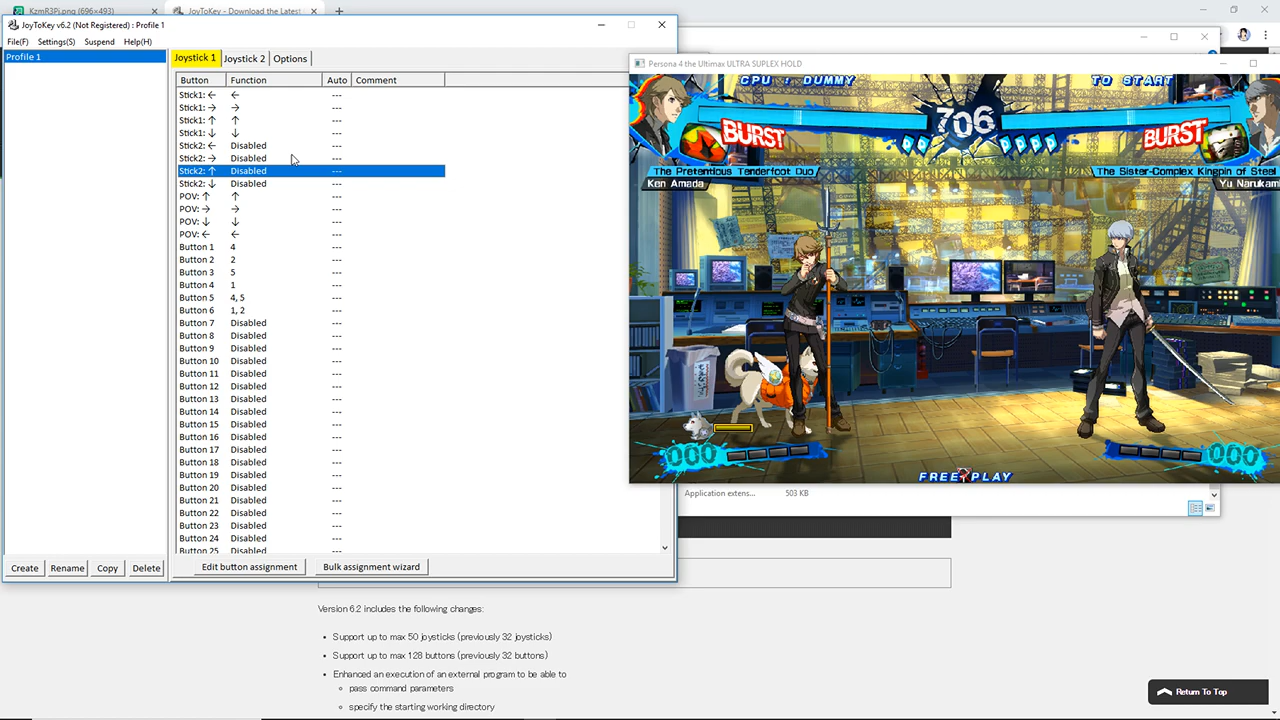 KzmR3Pj.png (696×493)
JoyToKey - Download the Latest
JoyToKey v6.2 (Not Registered) : Profile 1
File(F) Settings(S) Suspend Help(H)
Profile 1
Joystick 1 Joystick 2 Options
Button Function Auto Comment
Stick1: ← ← ---
Stick1: → → ---
Stick1: ↑ ↑ ---
Stick1: ↓ ↓ ---
Stick2: ← Disabled ---
Stick2: → Disabled ---
Stick2: ↑ Disabled ---
Stick2: ↓ Disabled ---
POV: ↑ ↑ ---
POV: → → ---
POV: ↓ ↓ ---
POV: ← ← ---
Button 1 4 ---
Button 2 2 ---
Button 3 5 ---
Button 4 1 ---
Button 5 4, 5 ---
Button 6 1, 2 ---
Button 7 Disabled ---
Button 8 Disabled ---
Button 9 Disabled ---
Button 10 Disabled ---
Button 11 Disabled ---
Button 12 Disabled ---
Button 13 Disabled ---
Button 14 Disabled ---
Button 15 Disabled ---
Button 16 Disabled ---
Button 17 Disabled ---
Button 18 Disabled ---
Button 19 Disabled ---
Button 20 Disabled ---
Button 21 Disabled ---
Button 22 Disabled ---
Button 23 Disabled ---
Button 24 Disabled ---
Button 25 Disabled ---
Create Rename Copy Delete
Edit button assignment Bulk assignment wizard
Persona 4 the Ultimax ULTRA SUPLEX HOLD
CPU : DUMMY
TO START
706
BURST BURST
The Pretentious Tenderfoot Duo
The Sister-Complex Kingpin of Steel
Ken Amada
Yu Narukam
000 000
FREE PLAY
Application extens... 503 KB
Version 6.2 includes the following changes:
• Support up to max 50 joysticks (previously 32 joysticks)
• Support up to max 128 buttons (previously 32 buttons)
• Enhanced an execution of an external program to be able to
pass command parameters
specify the starting working directory
Return To Top